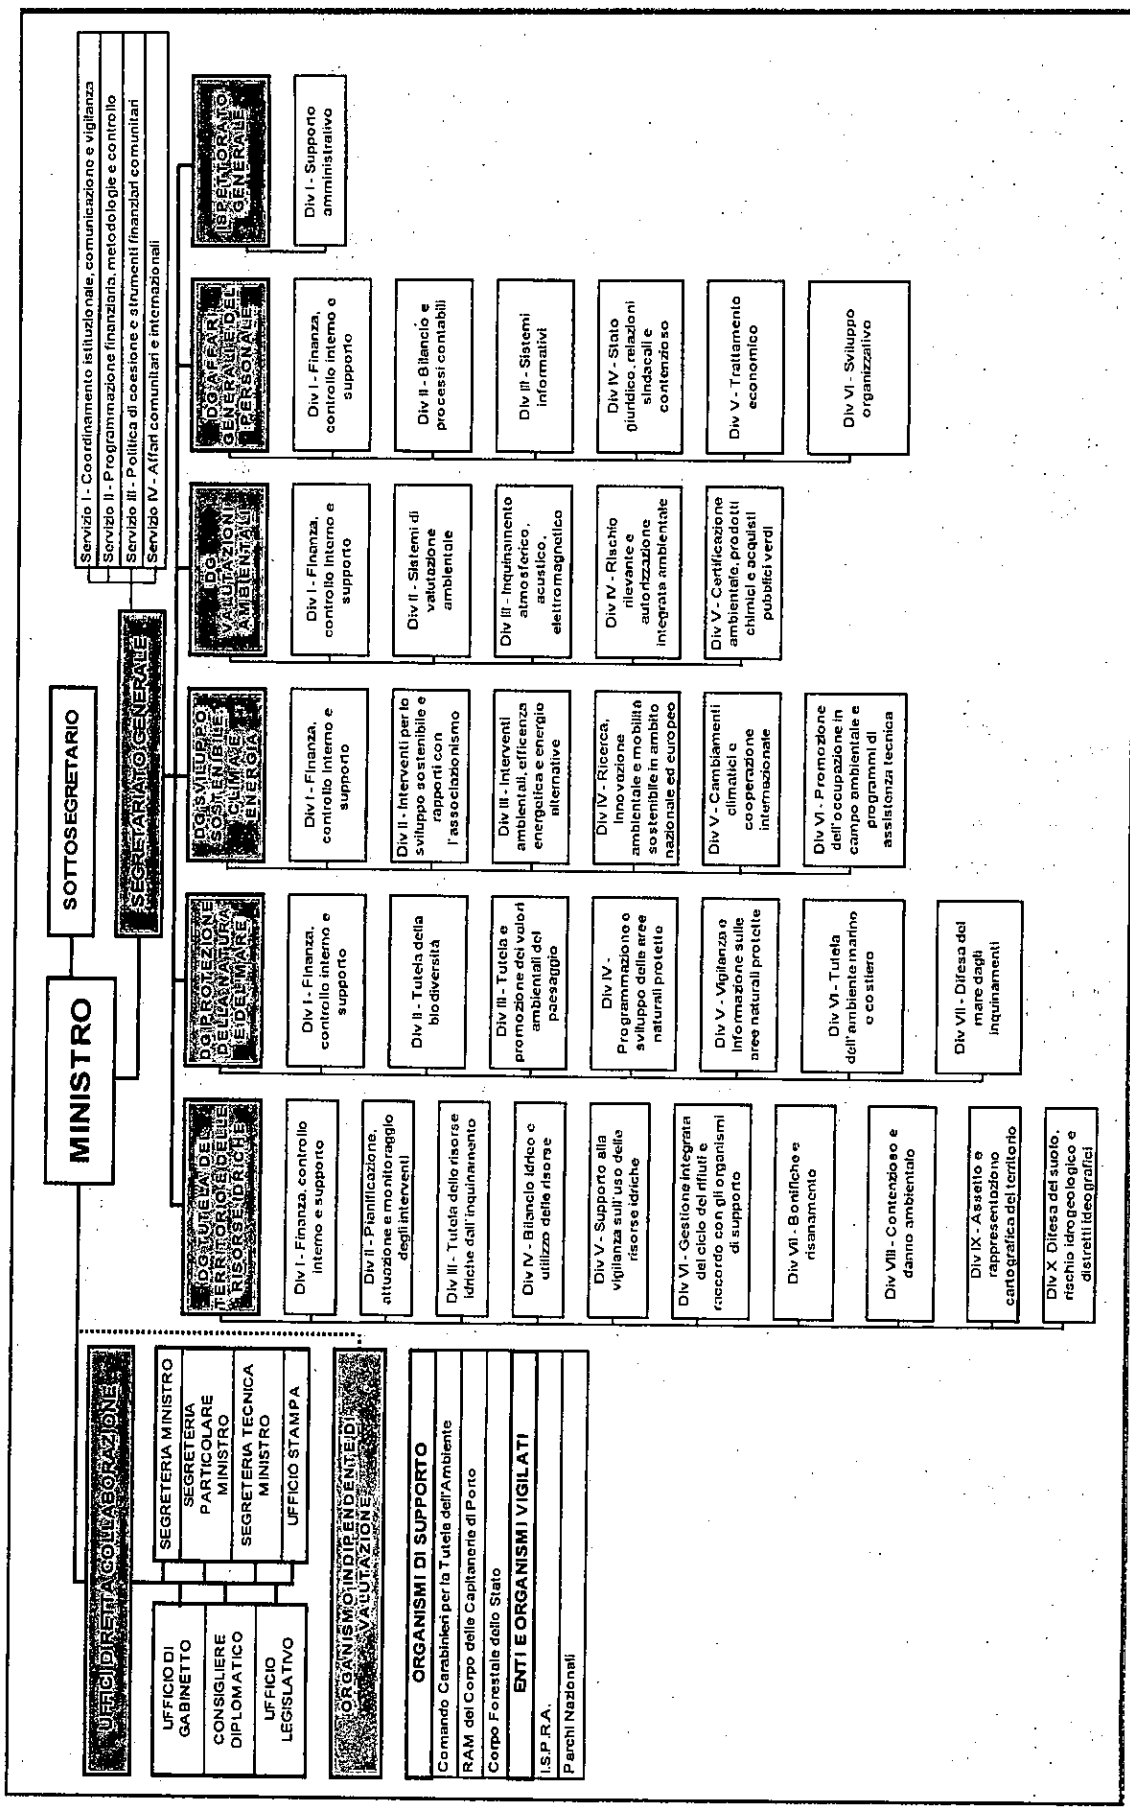 MINISTRO
SOTTOSEGRETARIO
SEGRETARIATO GENERALE
Servizio I - Coordinamento istituzionale, comunicazione e vigilanza
Servizio II - Programmazione finanziaria, metodologie e controllo
Servizio III - Politica di coesione e strumenti finanziari comunitari
Servizio IV - Affari comunitari e internazionali
UFFICI DIRETTA COLLABORAZIONE
UFFICIO DI
GABINETTO
CONSIGLIERE
DIPLOMATICO
UFFICIO
LEGISLATIVO
SEGRETERIA MINISTRO
SEGRETERIA
PARTICOLARE
MINISTRO
SEGRETERIA TECNICA
MINISTRO
UFFICIO STAMPA
ORGANISMO INDIPENDENTE DI
VALUTAZIONE
ORGANISMI DI SUPPORTO
Comando Carabinieri per la Tutela dell'Ambiente
RAM del Corpo delle Capitanerie di Porto
Corpo Forestale dello Stato
ENTI E ORGANISMI VIGILATI
I.S.P.R.A.
Parchi Nazionali
DG TUTELA DEL
TERRITORIO E DELLE
RISORSE IDRICHE
Div I - Finanza, controllo
interno e supporto
Div II - Pianificazione,
attuazione e monitoraggio
degli interventi
Div III - Tutela delle risorse
idriche dall'inquinamento
Div IV - Bilancio idrico e
utilizzo delle risorse
Div V - Supporto alla
vigilanza sull'uso delle
risorse idriche
Div VI - Gestione integrata
del ciclo dei rifiuti e
raccordo con gli organismi
di supporto
Div VII - Bonifiche e
risanamento
Div VIII - Contenzioso e
danno ambientale
Div IX - Assetto e
rappresentazione
cartografica del territorio
Div X Difesa del suolo,
rischio idrogeologico e
distretti ideografici
DG PROTEZIONE
DELLA NATURA
E DEL MARE
Div I - Finanza,
controllo interno e
supporto
Div II - Tutela della
biodiversità
Div III - Tutela e
promozione dei valori
ambientali del
paesaggio
Div IV -
Programmazione e
sviluppo delle aree
naturali protette
Div V - Vigilanza e
Informazione sulle
aree naturali protette
Div VI - Tutela
dell'ambiente marino
e costiero
Div VII - Difesa del
mare dagli
inquinamenti
DG SVILUPPO
SOSTENIBILE,
CLIMA E
ENERGIA
Div I - Finanza,
controllo interno e
supporto
Div II - Interventi per lo
sviluppo sostenibile e
rapporti con
l'associazionismo
Div III - Interventi
ambientali, efficenza
energetica e energie
alternative
Div IV - Ricerca,
Innovazione
ambientale e mobilità
sostenibile in ambito
nazionale ed europeo
Div V - Cambiamenti
climatici e
cooperazione
internazionale
Div VI - Promozione
dell'occupazione in
campo ambientale e
programmi di
assistenza tecnica
DG
VALUTAZIONI
AMBIENTALI
Div I - Finanza,
controllo interno e
supporto
Div II - Sistemi di
valutazione
ambientale
Div III - Inquinamento
atmosferico,
acustico,
elettromagnetico
Div IV - Rischio
rilevante e
autorizzazione
integrata ambientale
Div V - Certificazione
ambientale, prodotti
chimici e acquisti
pubblici verdi
DG AFFARI
GENERALI E DEL
PERSONALE
Div I - Finanza,
controllo interno e
supporto
Div II - Bilancio e
processi contabili
Div III - Sistemi
informativi
Div IV - Stato
giuridico, relazioni
sindacali e
contenzioso
Div V - Trattamento
economico
Div VI - Sviluppo
organizzativo
ISPETTORATO
GENERALE
Div I - Supporto
amministrativo